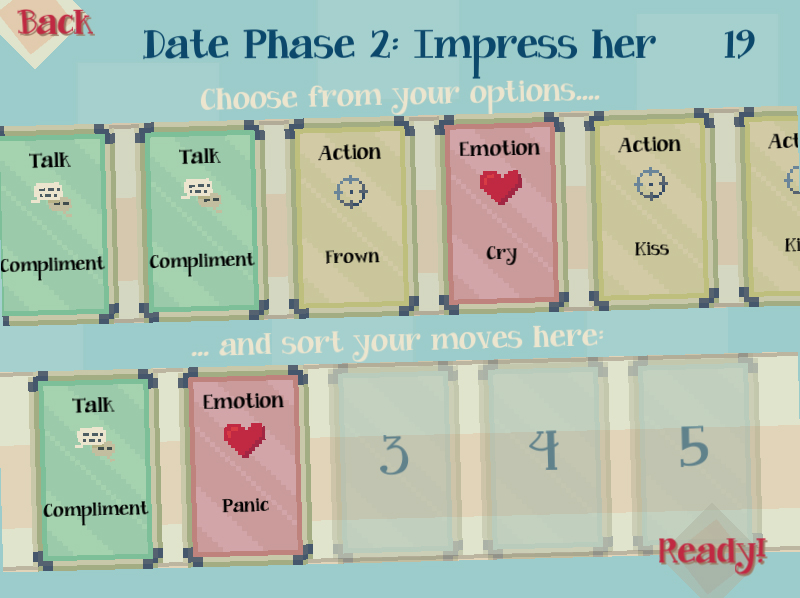 Back
Date Phase 2: Impress her
19
Choose from your options....
Talk
Compliment
Talk
Compliment
Action
Frown
Emotion
Cry
Action
Kiss
... and sort your moves here:
Talk
Compliment
Emotion
Panic
3
4
5
Ready!